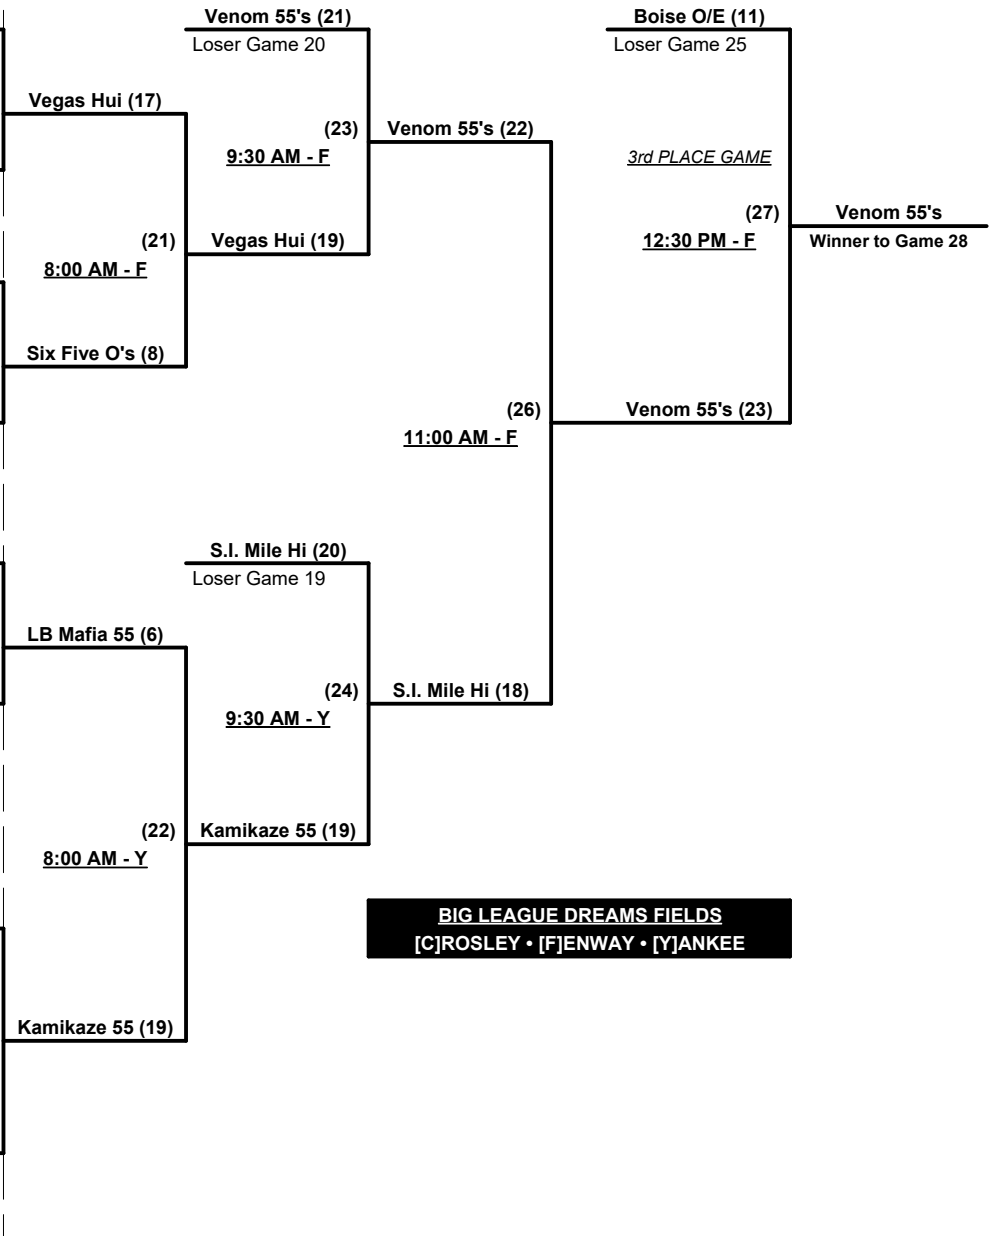 Venom 55's (21)
Loser Game 20
Boise O/E (11)
Loser Game 25
Vegas Hui (17)
(23)
9:30 AM - F
Venom 55's (22)
3rd PLACE GAME
(21)
8:00 AM - F
Vegas Hui (19)
(27)
12:30 PM - F
Venom 55's
Winner to Game 28
Six Five O's (8)
(26)
11:00 AM - F
Venom 55's (23)
S.I. Mile Hi (20)
Loser Game 19
LB Mafia 55 (6)
(24)
9:30 AM - Y
S.I. Mile Hi (18)
(22)
8:00 AM - Y
Kamikaze 55 (19)
BIG LEAGUE DREAMS FIELDS
[C]ROSLEY • [F]ENWAY • [Y]ANKEE
Kamikaze 55 (19)